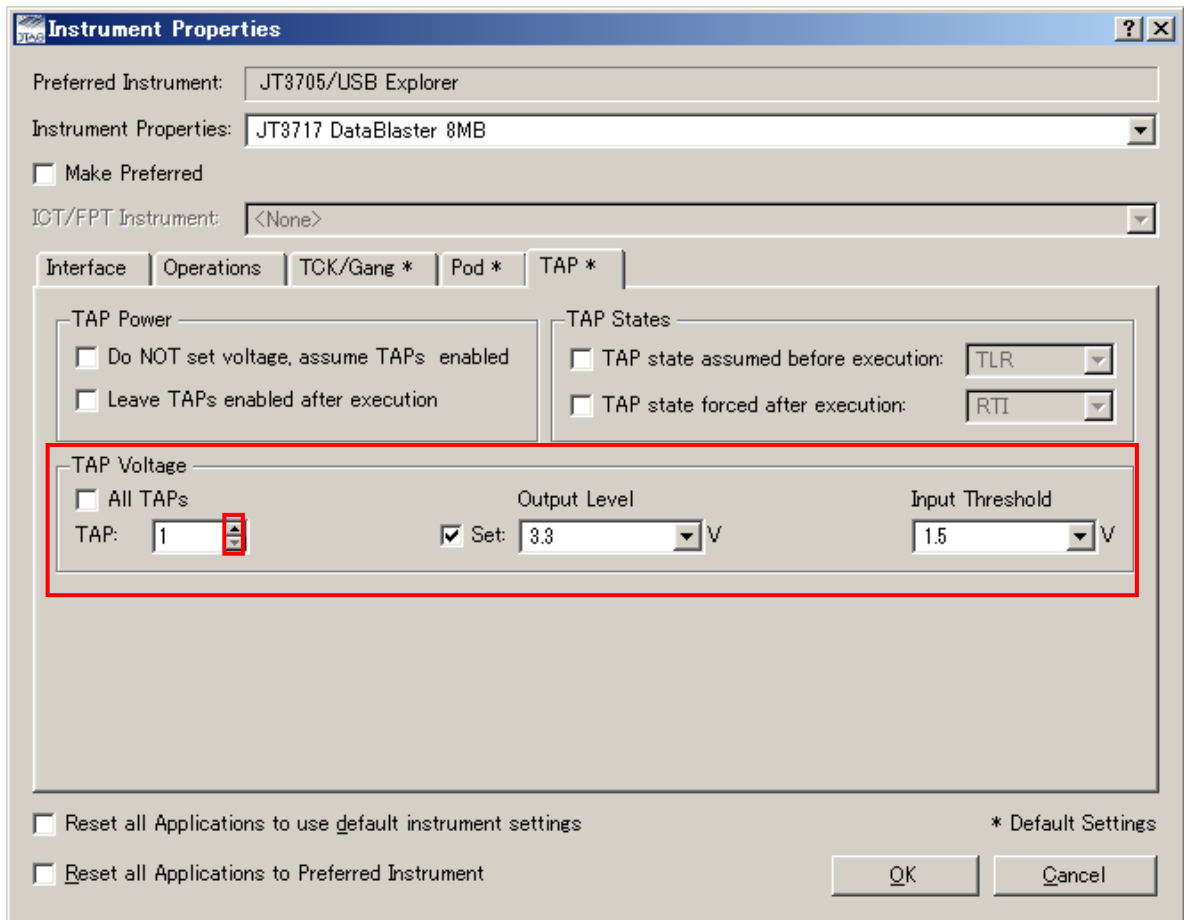 JTAG Instrument Properties
Preferred Instrument: JT3705/USB Explorer
Instrument Properties: JT3717 DataBlaster 8MB
Make Preferred
ICT/FPT Instrument: <None>
Interface Operations TCK/Gang * Pod * TAP *
TAP Power TAP States
Do NOT set voltage, assume TAPs enabled TAP state assumed before execution: TLR
Leave TAPs enabled after execution TAP state forced after execution: RTI
TAP Voltage
All TAPs Output Level Input Threshold
TAP: 1 Set: 3.3 V 1.5 V
Reset all Applications to use default instrument settings * Default Settings
Reset all Applications to Preferred Instrument OK Cancel